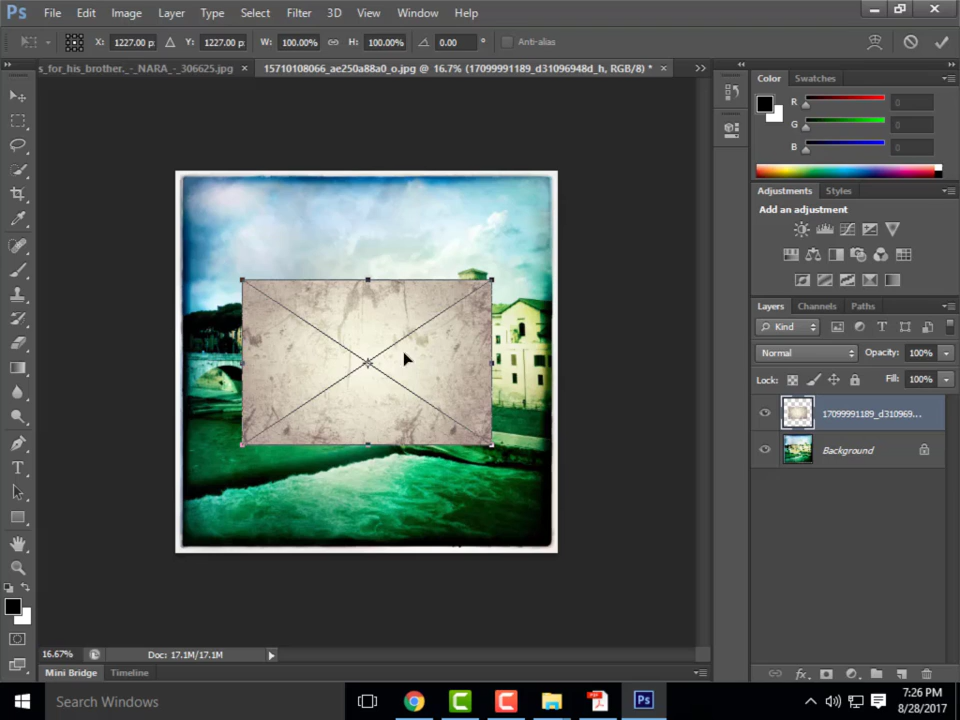 Ps File Edit Image Layer Type Select Filter 3D View Window Help
X: 1227.00 p: Y: 1227.00 p: W: 100.00% H: 100.00% 0.00 ° Anti-alias
s_for_his_brother._-_NARA_-_306625.jpg × 15710108066_ae250a88a0_o.jpg @ 16.7% (17099991189_d31096948d_h, RGB/8) * ×
Color Swatches
R 0
G 0
B 0
Adjustments Styles
Add an adjustment
Layers Channels Paths
Kind
Normal Opacity: 100%
Lock: Fill: 100%
17099991189_d310969...
Background
16.67% Doc: 17.1M/17.1M
Mini Bridge Timeline
Search Windows
Ps
7:26 PM
8/28/2017